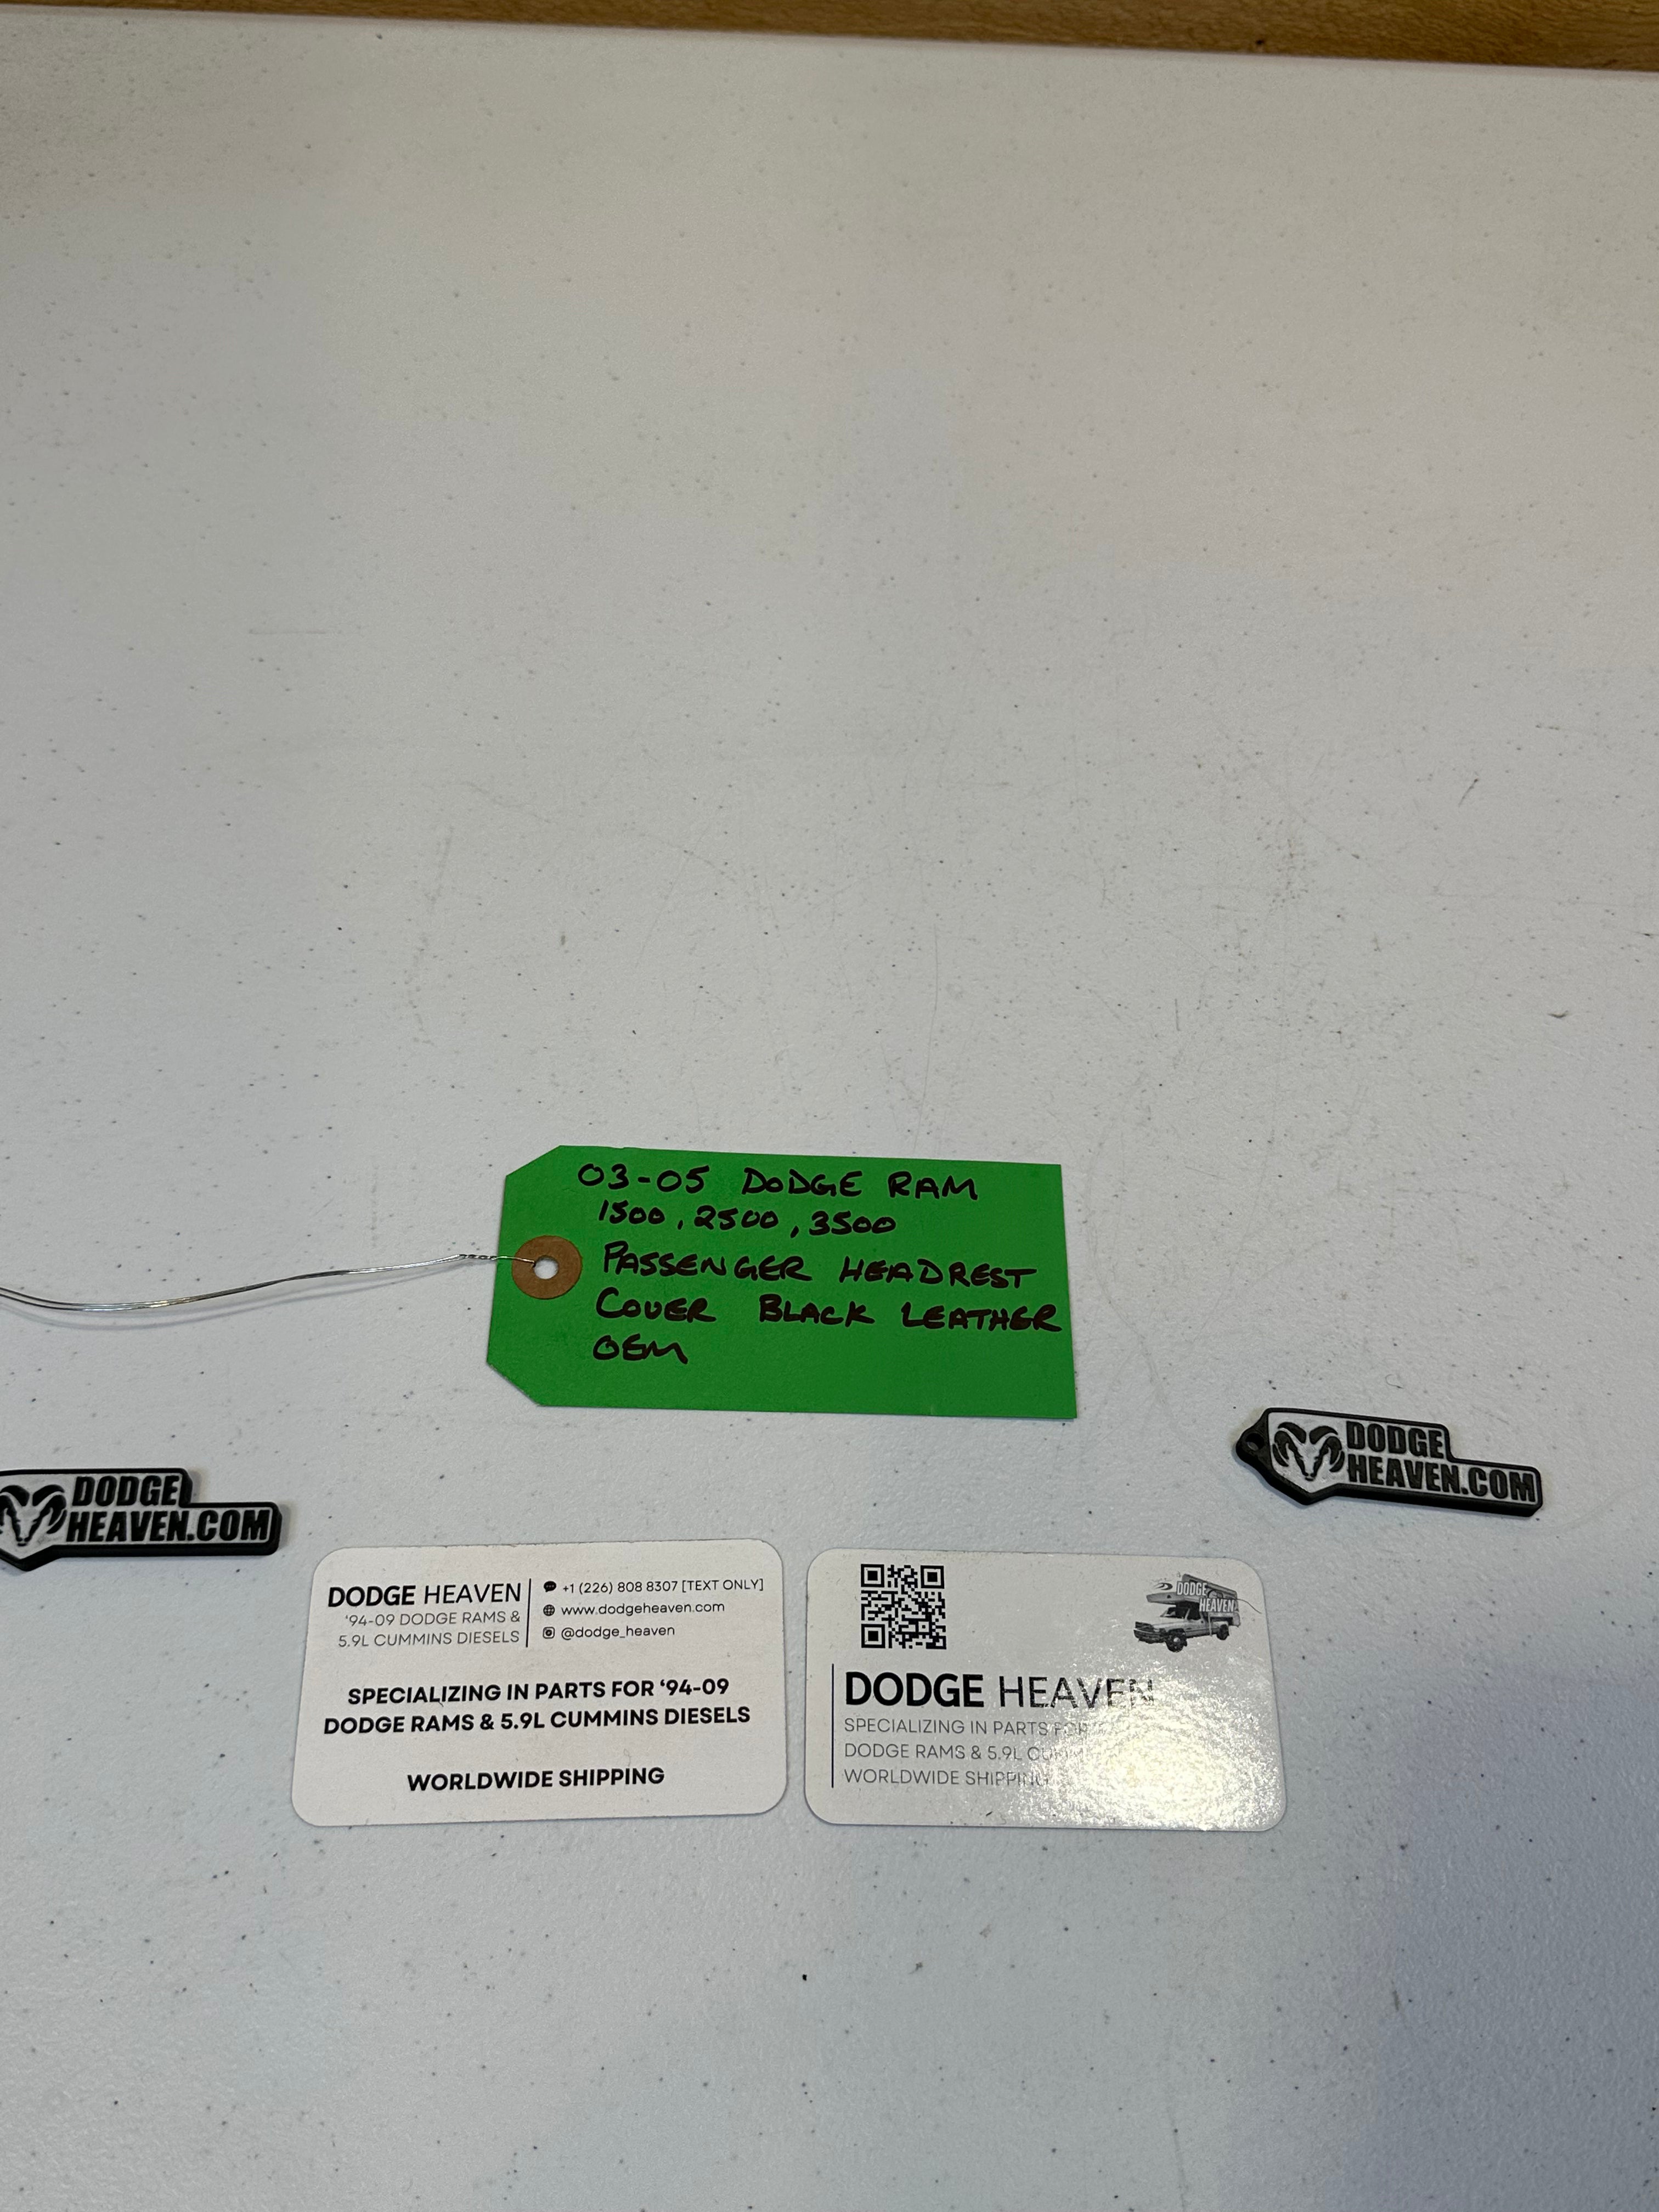 03-05 DODGE RAM
1500, 2500, 3500
PASSENGER HEADREST
COVER BLACK LEATHER
OEM
DODGE
HEAVEN.COM
DODGE
HEAVEN.COM
DODGE HEAVEN
'94-09 DODGE RAMS &
5.9L CUMMINS DIESELS
+1 (226) 808 8307 [TEXT ONLY]
www.dodgeheaven.com
@dodge_heaven
SPECIALIZING IN PARTS FOR '94-09
DODGE RAMS & 5.9L CUMMINS DIESELS
WORLDWIDE SHIPPING
DODGE
HEAVEN
DODGE HEAVEN
SPECIALIZING IN PARTS FOR
DODGE RAMS & 5.9L
WORLDWIDE SHIPPING